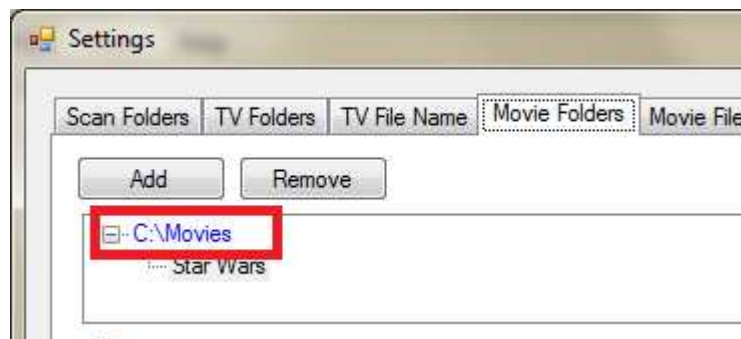 Settings
Scan Folders TV Folders TV File Name Movie Folders Movie File
Add Remove
C:\Movies
Star Wars